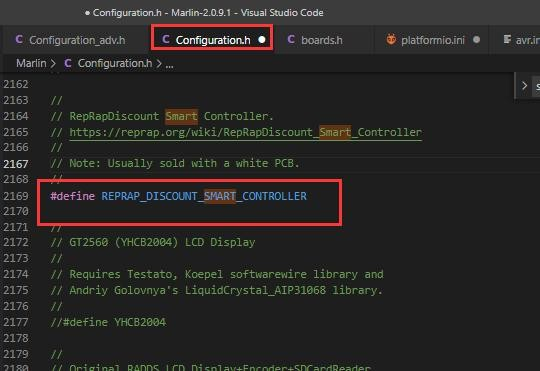 ● Configuration.h - Marlin-2.0.9.1 - Visual Studio Code
C Configuration_adv.h C Configuration.h ● C boards.h platformio.ini ● avr.in
Marlin > C Configuration.h > ...
2162
2163 //
2164 // RepRapDiscount Smart Controller.
2165 // https://reprap.org/wiki/RepRapDiscount_Smart_Controller
2166 //
2167 // Note: Usually sold with a white PCB.
2168 //
2169 #define REPRAP_DISCOUNT_SMART_CONTROLLER
2170
2171 //
2172 // GT2560 (YHCB2004) LCD Display
2173 //
2174 // Requires Testato, Koepel softwarewire library and
2175 // Andriy Golovnya's LiquidCrystal_AIP31068 library.
2176 //
2177 //#define YHCB2004
2178
2179 //
2180 // Original RADDS LCD Display+Encoder+SDCardReader